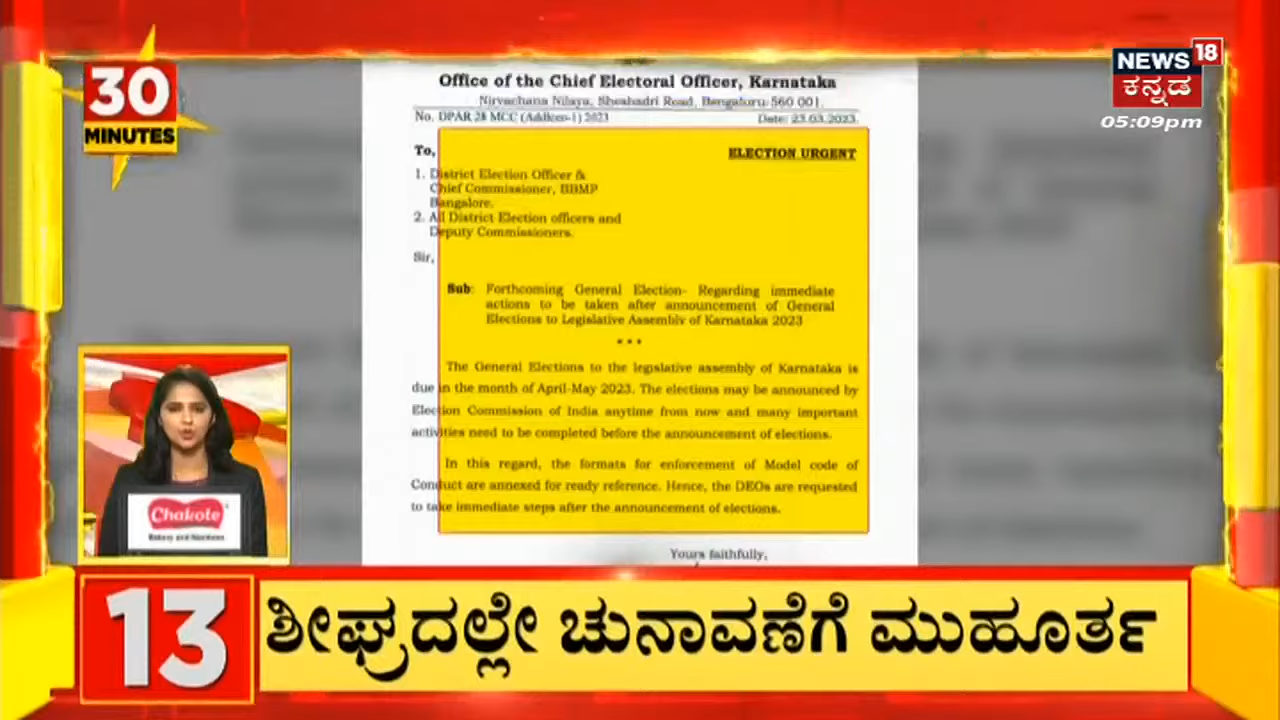 30
MINUTES
NEWS 18
ಕನ್ನಡ
05:09pm
Office of the Chief Electoral Officer, Karnataka
Nirvachana Nilaya, Sheshadri Road, Bengaluru-560 001.
No. DPAR 28 MCC (Addlceo-1) 2023 Date: 23.03.2023.
To,
ELECTION URGENT
1. District Election Officer &
Chief Commissioner, BBMP
Bangalore.
2. All District Election officers and
Deputy Commissioners.
Sir,
Sub: Forthcoming General Election- Regarding immediate
actions to be taken after announcement of General
Elections to Legislative Assembly of Karnataka 2023
***
The General Elections to the legislative assembly of Karnataka is
due in the month of April-May 2023. The elections may be announced by
Election Commission of India anytime from now and many important
activities need to be completed before the announcement of elections.
In this regard, the formats for enforcement of Model code of
Conduct are annexed for ready reference. Hence, the DEOs are requested
to take immediate steps after the announcement of elections.
Yours faithfully,
Chakote
13
ಶೀಘ್ರದಲ್ಲೇ ಚುನಾವಣೆಗೆ ಮುಹೂರ್ತ